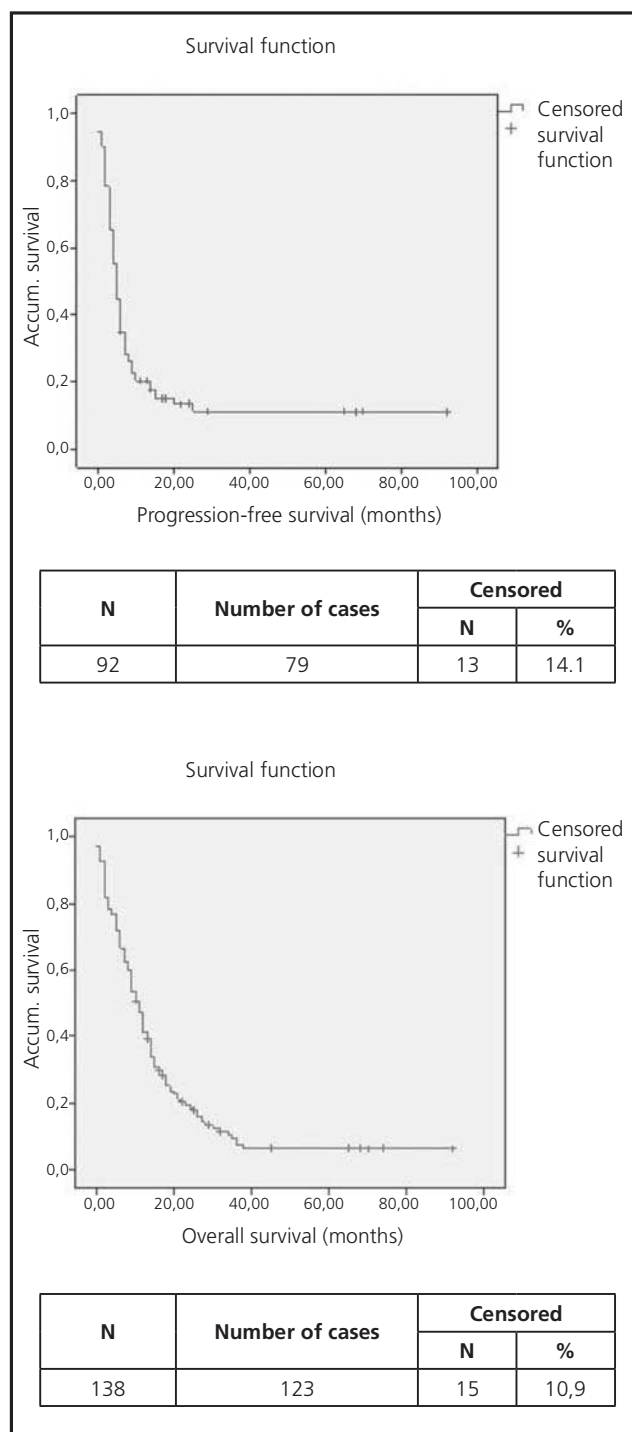 Survival function
1,0
0,8
0,6
0,4
0,2
0,0
Accum. survival
0,00 20,00 40,00 60,00 80,00 100,00
Progression-free survival (months)
Censored
survival
function
N Number of cases Censored
N %
92 79 13 14.1
Survival function
1,0
0,8
0,6
0,4
0,2
0,0
Accum. survival
0,00 20,00 40,00 60,00 80,00 100,00
Overall survival (months)
Censored
survival
function
N Number of cases Censored
N %
138 123 15 10,9